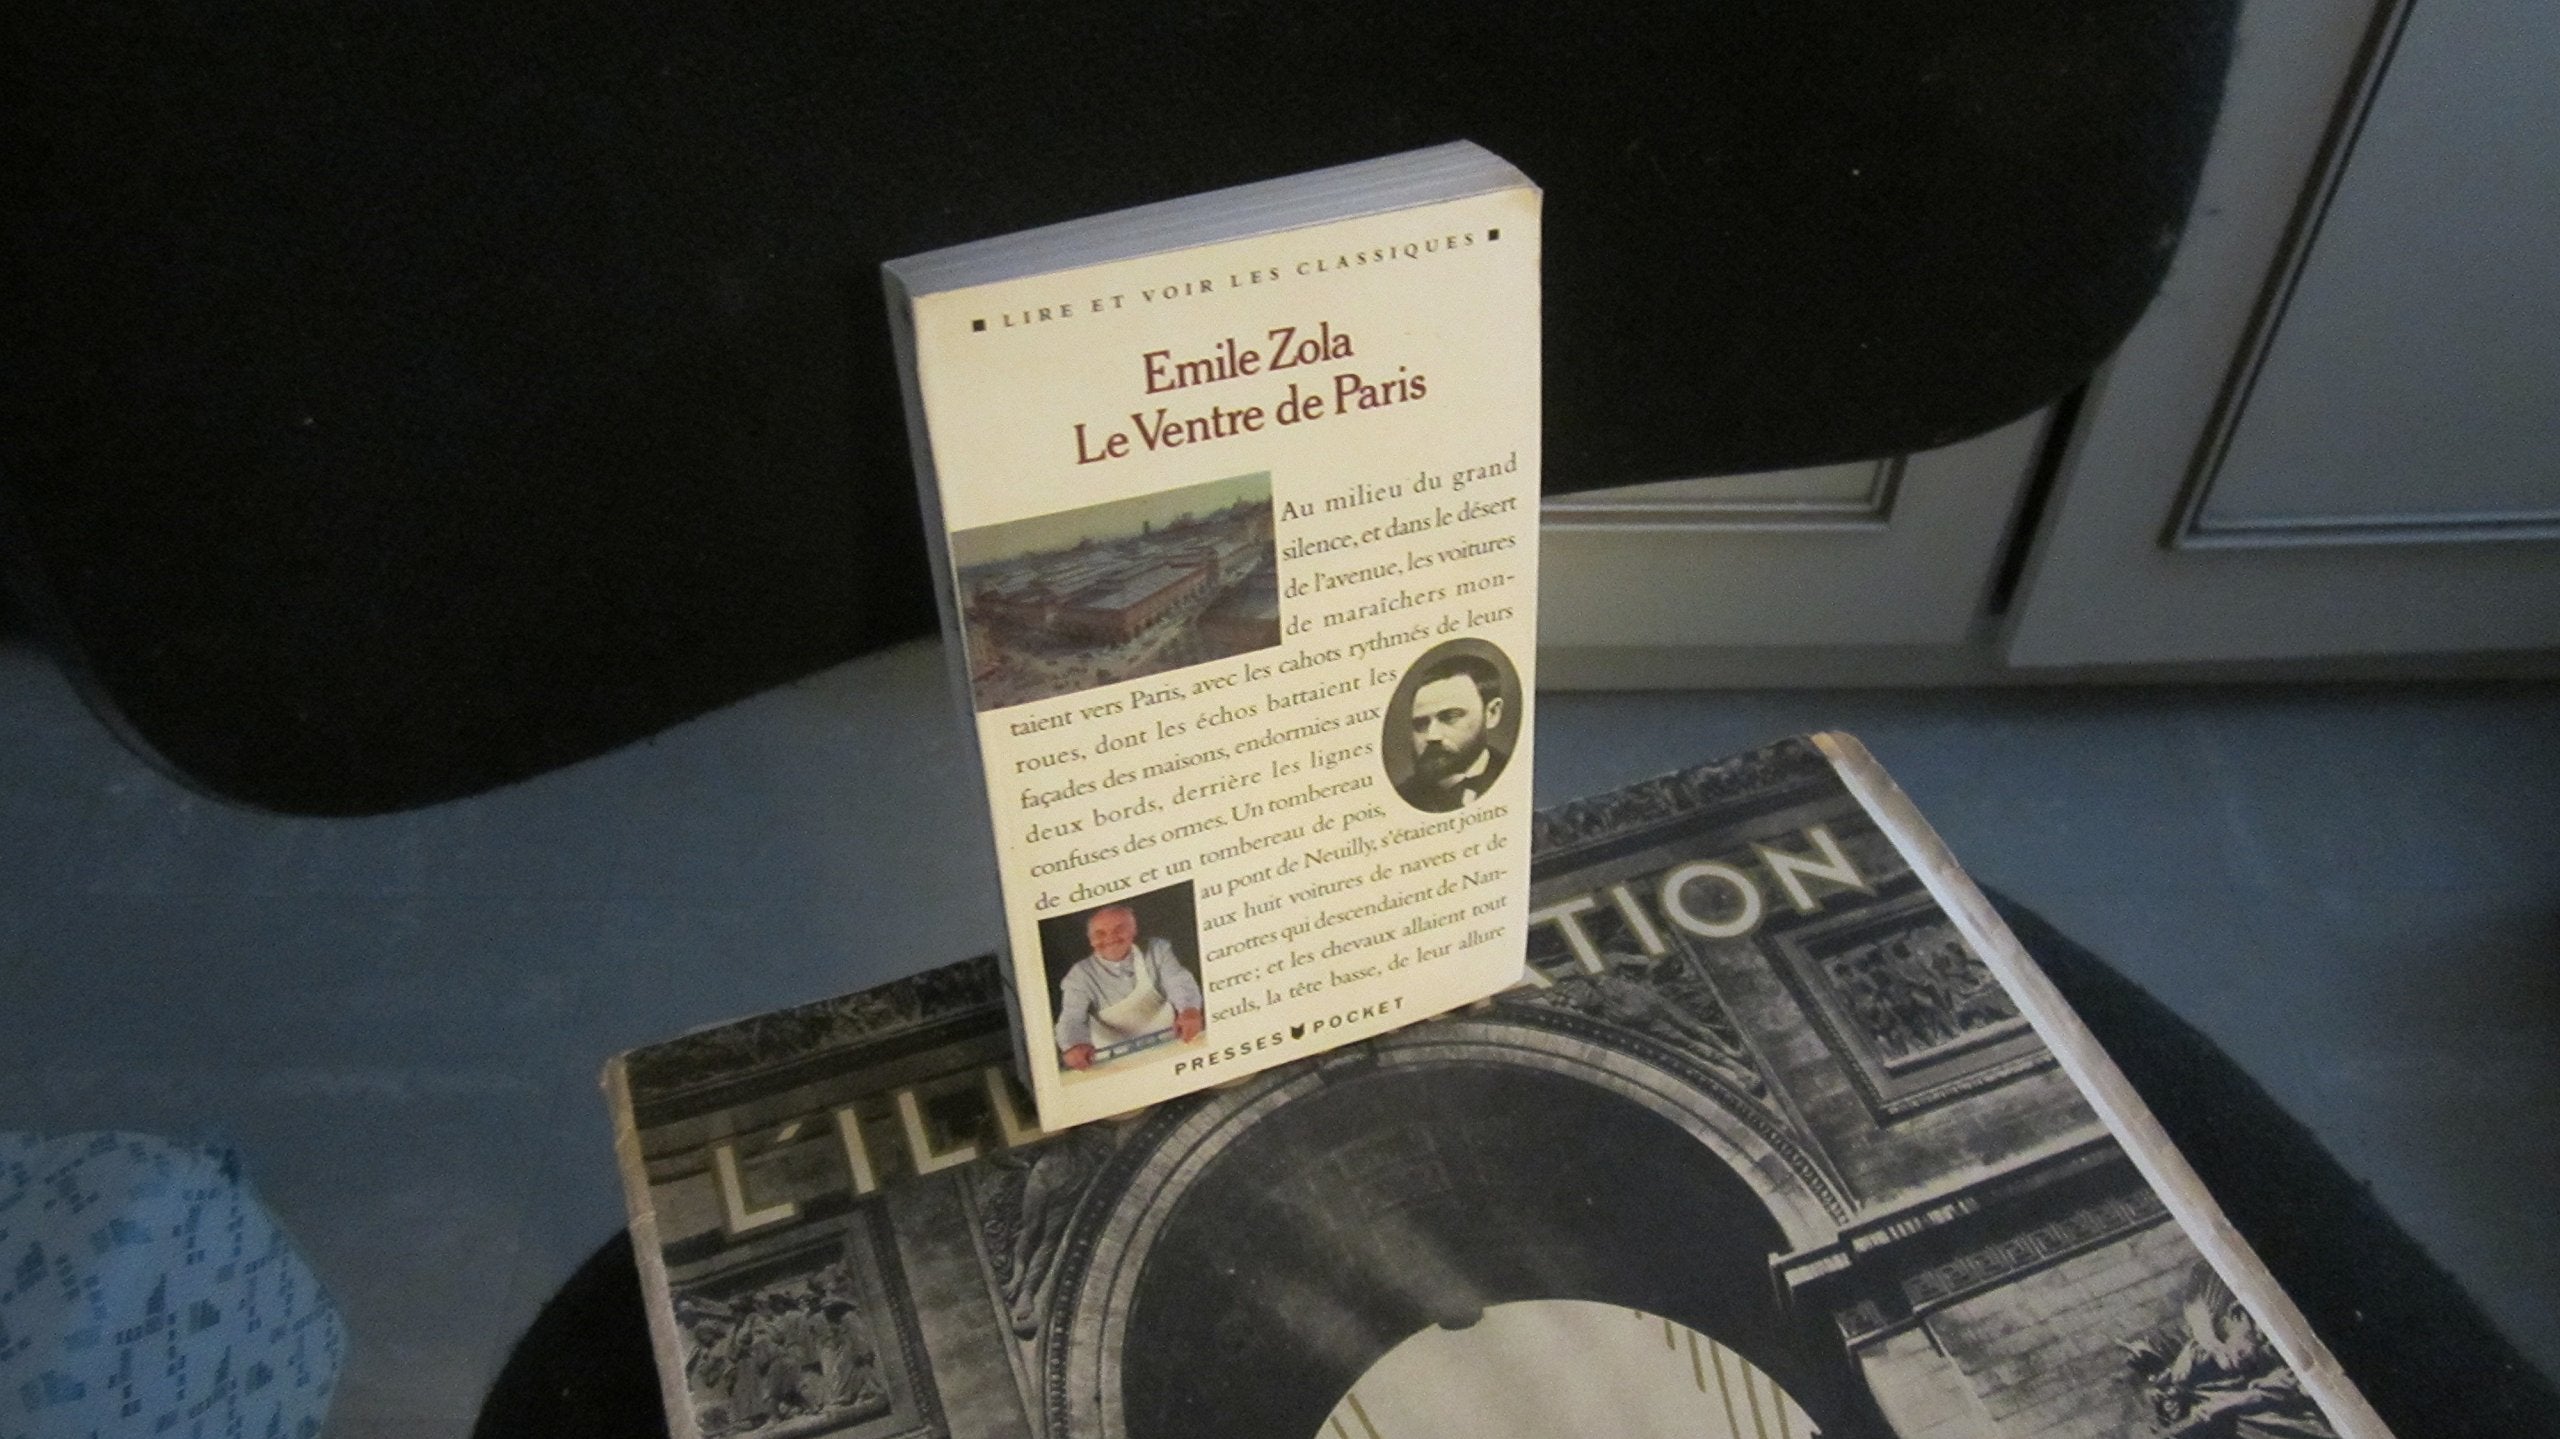 LIRE ET VOIR LES CLASSIQUES
Emile Zola
Le Ventre de Paris
Au milieu du grand
silence, et dans le désert
de l'avenue, les voitures
de maraîchers mon-
taient vers Paris, avec les cahots rythmés de leurs
roues, dont les échos battaient les
façades des maisons, endormies aux
deux bords, derrière les lignes
confuses des ormes. Un tombereau
de choux et un tombereau de pois,
au pont de Neuilly, s'étaient joints
aux huit voitures de navets et de
carottes qui descendaient de Nan-
terre; et les chevaux allaient tout
seuls, la tête basse, de leur allure
PRESSES POCKET
L'ILL ATION